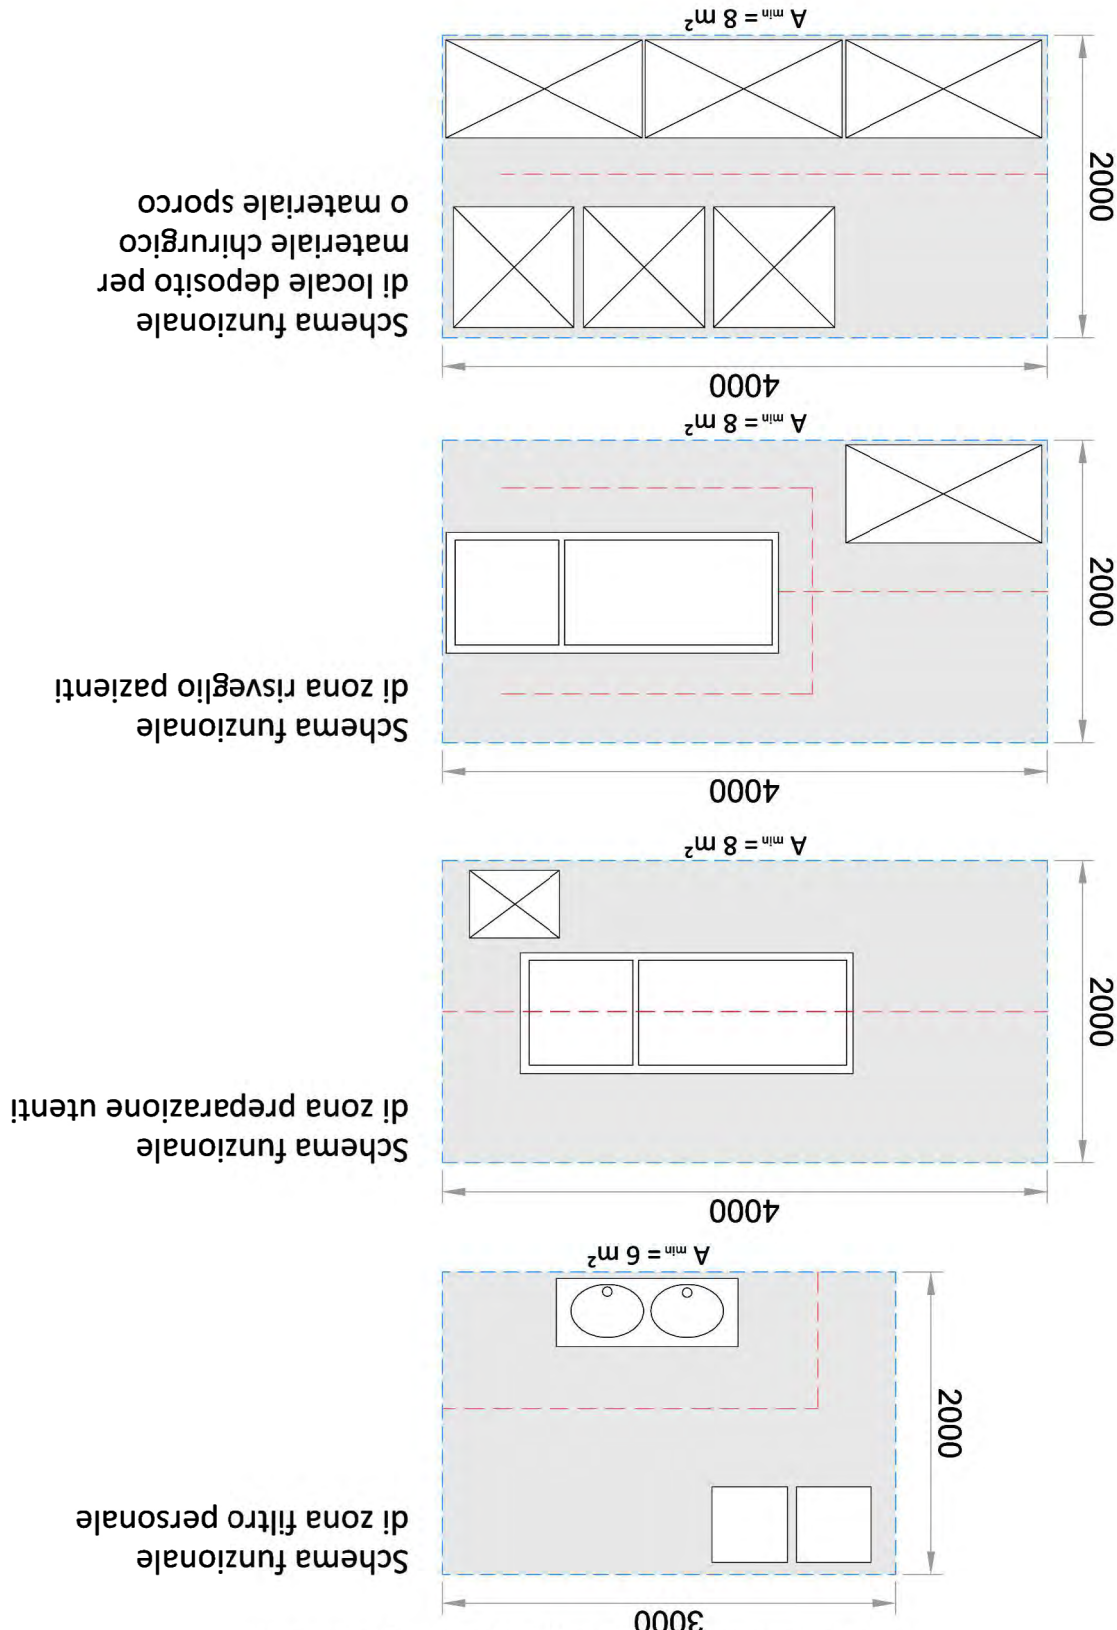 3000
Schema funzionale
di zona filtro personale
2000
A min = 6 m²
4000
Schema funzionale
di zona preparazione utenti
2000
A min = 8 m²
4000
Schema funzionale
di zona risveglio pazienti
2000
A min = 8 m²
4000
Schema funzionale
di locale deposito per
materiale chirurgico
o materiale sporco
2000
A min = 8 m²